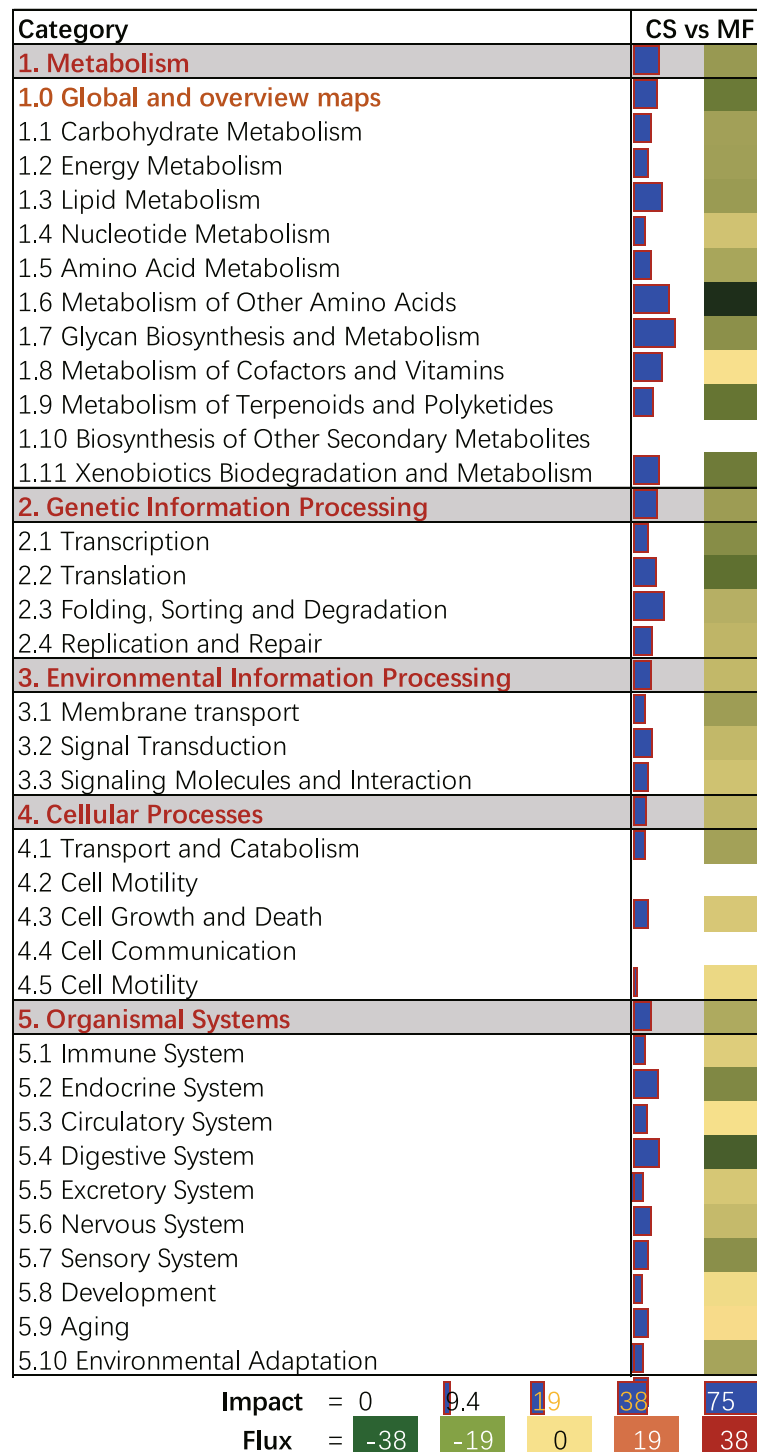 Category CS vs MF
1. Metabolism
1.0 Global and overview maps
1.1 Carbohydrate Metabolism
1.2 Energy Metabolism
1.3 Lipid Metabolism
1.4 Nucleotide Metabolism
1.5 Amino Acid Metabolism
1.6 Metabolism of Other Amino Acids
1.7 Glycan Biosynthesis and Metabolism
1.8 Metabolism of Cofactors and Vitamins
1.9 Metabolism of Terpenoids and Polyketides
1.10 Biosynthesis of Other Secondary Metabolites
1.11 Xenobiotics Biodegradation and Metabolism
2. Genetic Information Processing
2.1 Transcription
2.2 Translation
2.3 Folding, Sorting and Degradation
2.4 Replication and Repair
3. Environmental Information Processing
3.1 Membrane transport
3.2 Signal Transduction
3.3 Signaling Molecules and Interaction
4. Cellular Processes
4.1 Transport and Catabolism
4.2 Cell Motility
4.3 Cell Growth and Death
4.4 Cell Communication
4.5 Cell Motility
5. Organismal Systems
5.1 Immune System
5.2 Endocrine System
5.3 Circulatory System
5.4 Digestive System
5.5 Excretory System
5.6 Nervous System
5.7 Sensory System
5.8 Development
5.9 Aging
5.10 Environmental Adaptation
Impact = 0 9.4 19 38 75
Flux = -38 -19 0 19 38